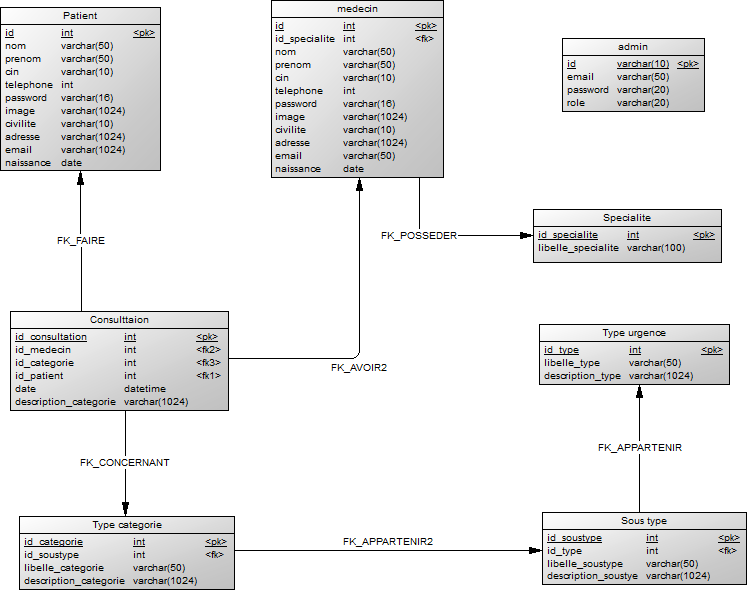 Patient
id int <pk>
nom varchar(50)
prenom varchar(50)
cin varchar(10)
telephone int
password varchar(16)
image varchar(1024)
civilite varchar(10)
adresse varchar(1024)
email varchar(1024)
naissance date
medecin
id int <pk>
id_specialite int <fk>
nom varchar(50)
prenom varchar(50)
cin varchar(10)
telephone int
password varchar(16)
image varchar(1024)
civilite varchar(10)
adresse varchar(1024)
email varchar(50)
naissance date
admin
id varchar(10) <pk>
email varchar(50)
password varchar(20)
role varchar(20)
FK_FAIRE
FK_POSSEDER
Specialite
id_specialite int <pk>
libelle_specialite varchar(100)
Consulttaion
id_consultation int <pk>
id_medecin int <fk2>
id_categorie int <fk3>
id_patient int <fk1>
date datetime
description_categorie varchar(1024)
FK_AVOIR2
Type urgence
id_type int <pk>
libelle_type varchar(50)
description_type varchar(1024)
FK_CONCERNANT
FK_APPARTENIR
Type categorie
id_categorie int <pk>
id_soustype int <fk>
libelle_categorie varchar(50)
description_categorie varchar(1024)
FK_APPARTENIR2
Sous type
id_soustype int <pk>
id_type int <fk>
libelle_soustype varchar(50)
description_soustye varchar(1024)